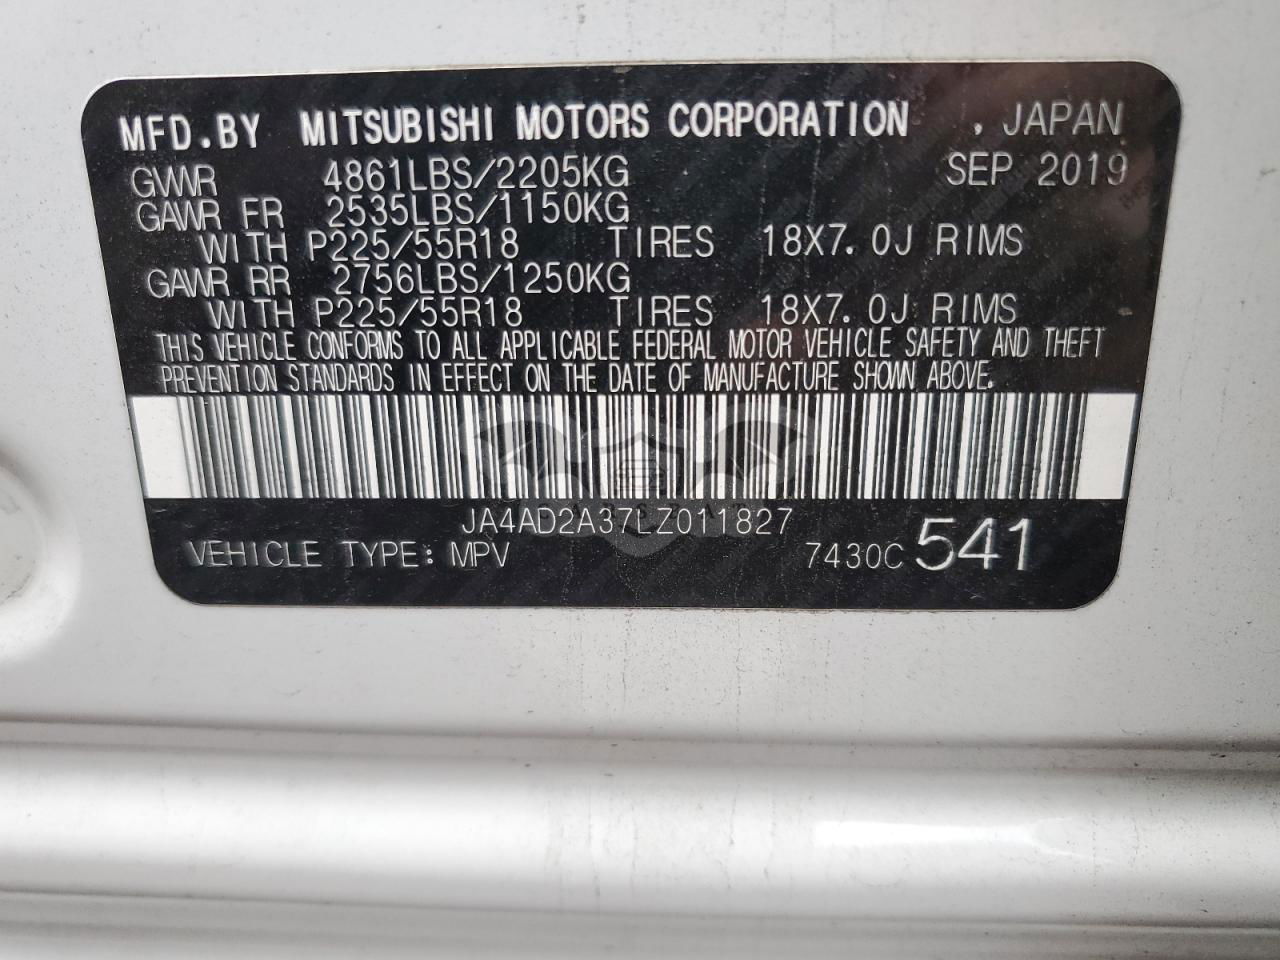 MFD.BY MITSUBISHI MOTORS CORPORATION , JAPAN
GVWR 4861LBS/2205KG SEP 2019
GAWR FR 2535LBS/1150KG
WITH P225/55R18 TIRES 18X7.0J RIMS
GAWR RR 2756LBS/1250KG
WITH P225/55R18 TIRES 18X7.0J RIMS
THIS VEHICLE CONFORMS TO ALL APPLICABLE FEDERAL MOTOR VEHICLE SAFETY AND THEFT
PREVENTION STANDARDS IN EFFECT ON THE DATE OF MANUFACTURE SHOWN ABOVE.
JA4AD2A37LZ011827
VEHICLE TYPE: MPV 7430C 541